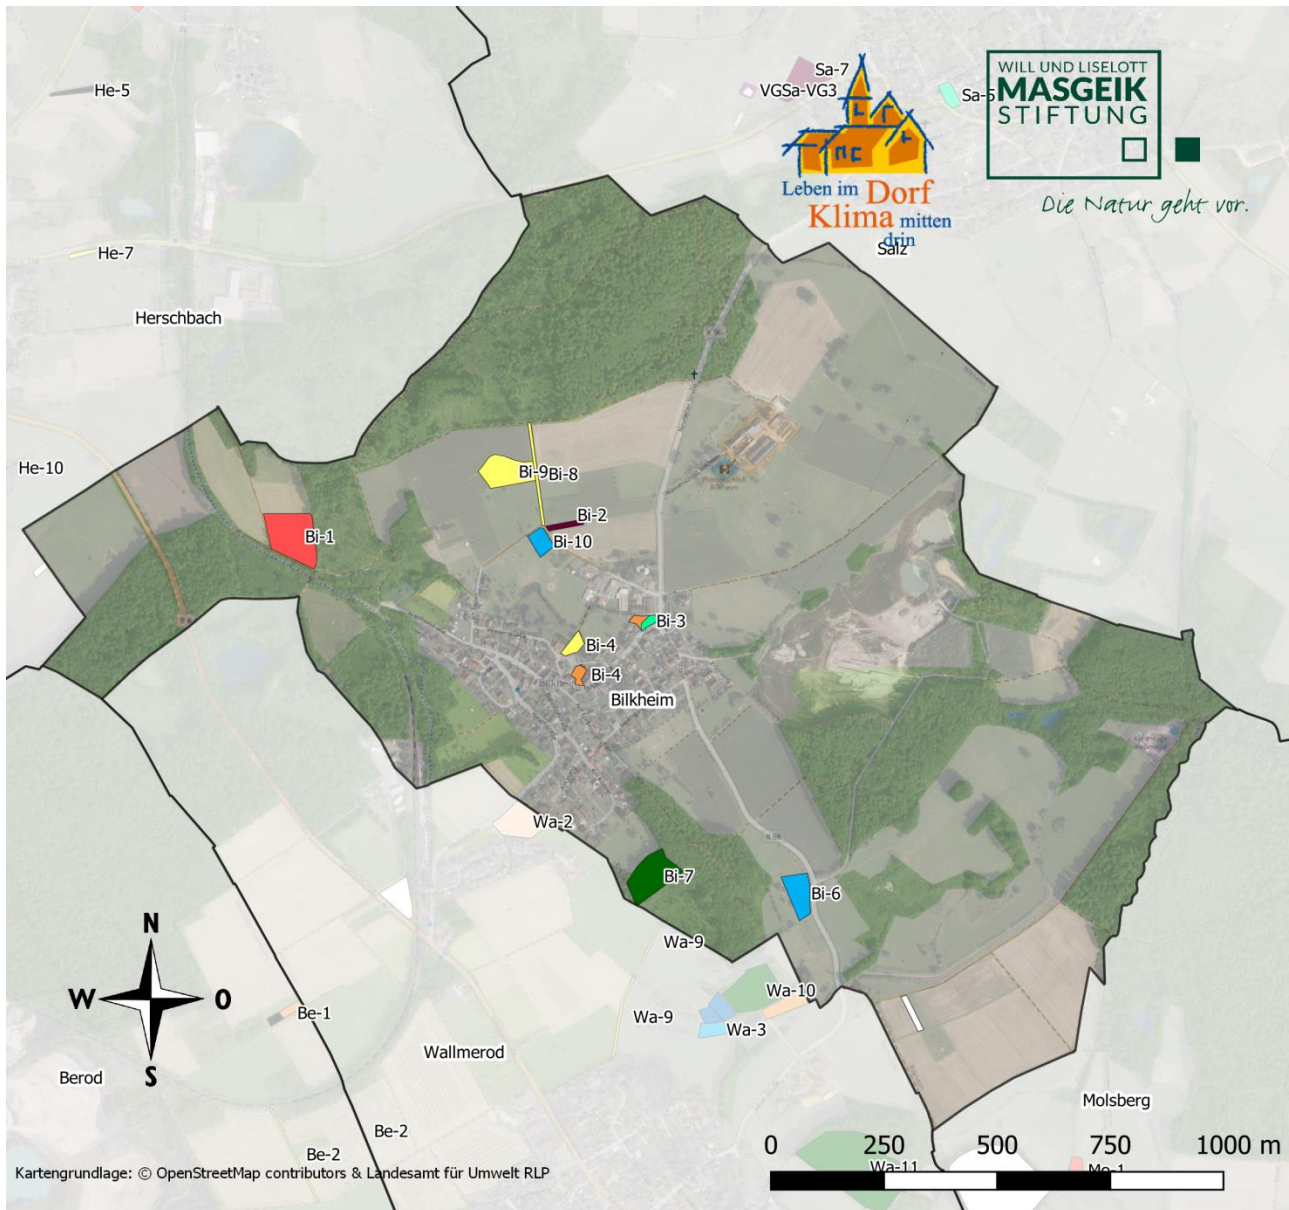 WILL UND LISELOTT
MASGEIK
STIFTUNG
Die Natur geht vor.
Leben im Dorf
Klima mitten
drin
Sa-7
VGSa-VG3
Sa-5
He-5
He-7
Salz
Herschbach
He-10
Bi-9
Bi-8
Bi-2
Bi-1
Bi-10
Bi-3
Bi-4
Bi-4
Bilkheim
Wa-2
Bi-7
Bi-6
Wa-9
N
W O
S
Wa-10
Wa-9
Wa-3
Be-1
Wallmerod
Berod
Molsberg
Be-2
Be-2
0 250 500 750 1000 m
Wa-11
Mo-1
Kartengrundlage: © OpenStreetMap contributors & Landesamt für Umwelt RLP